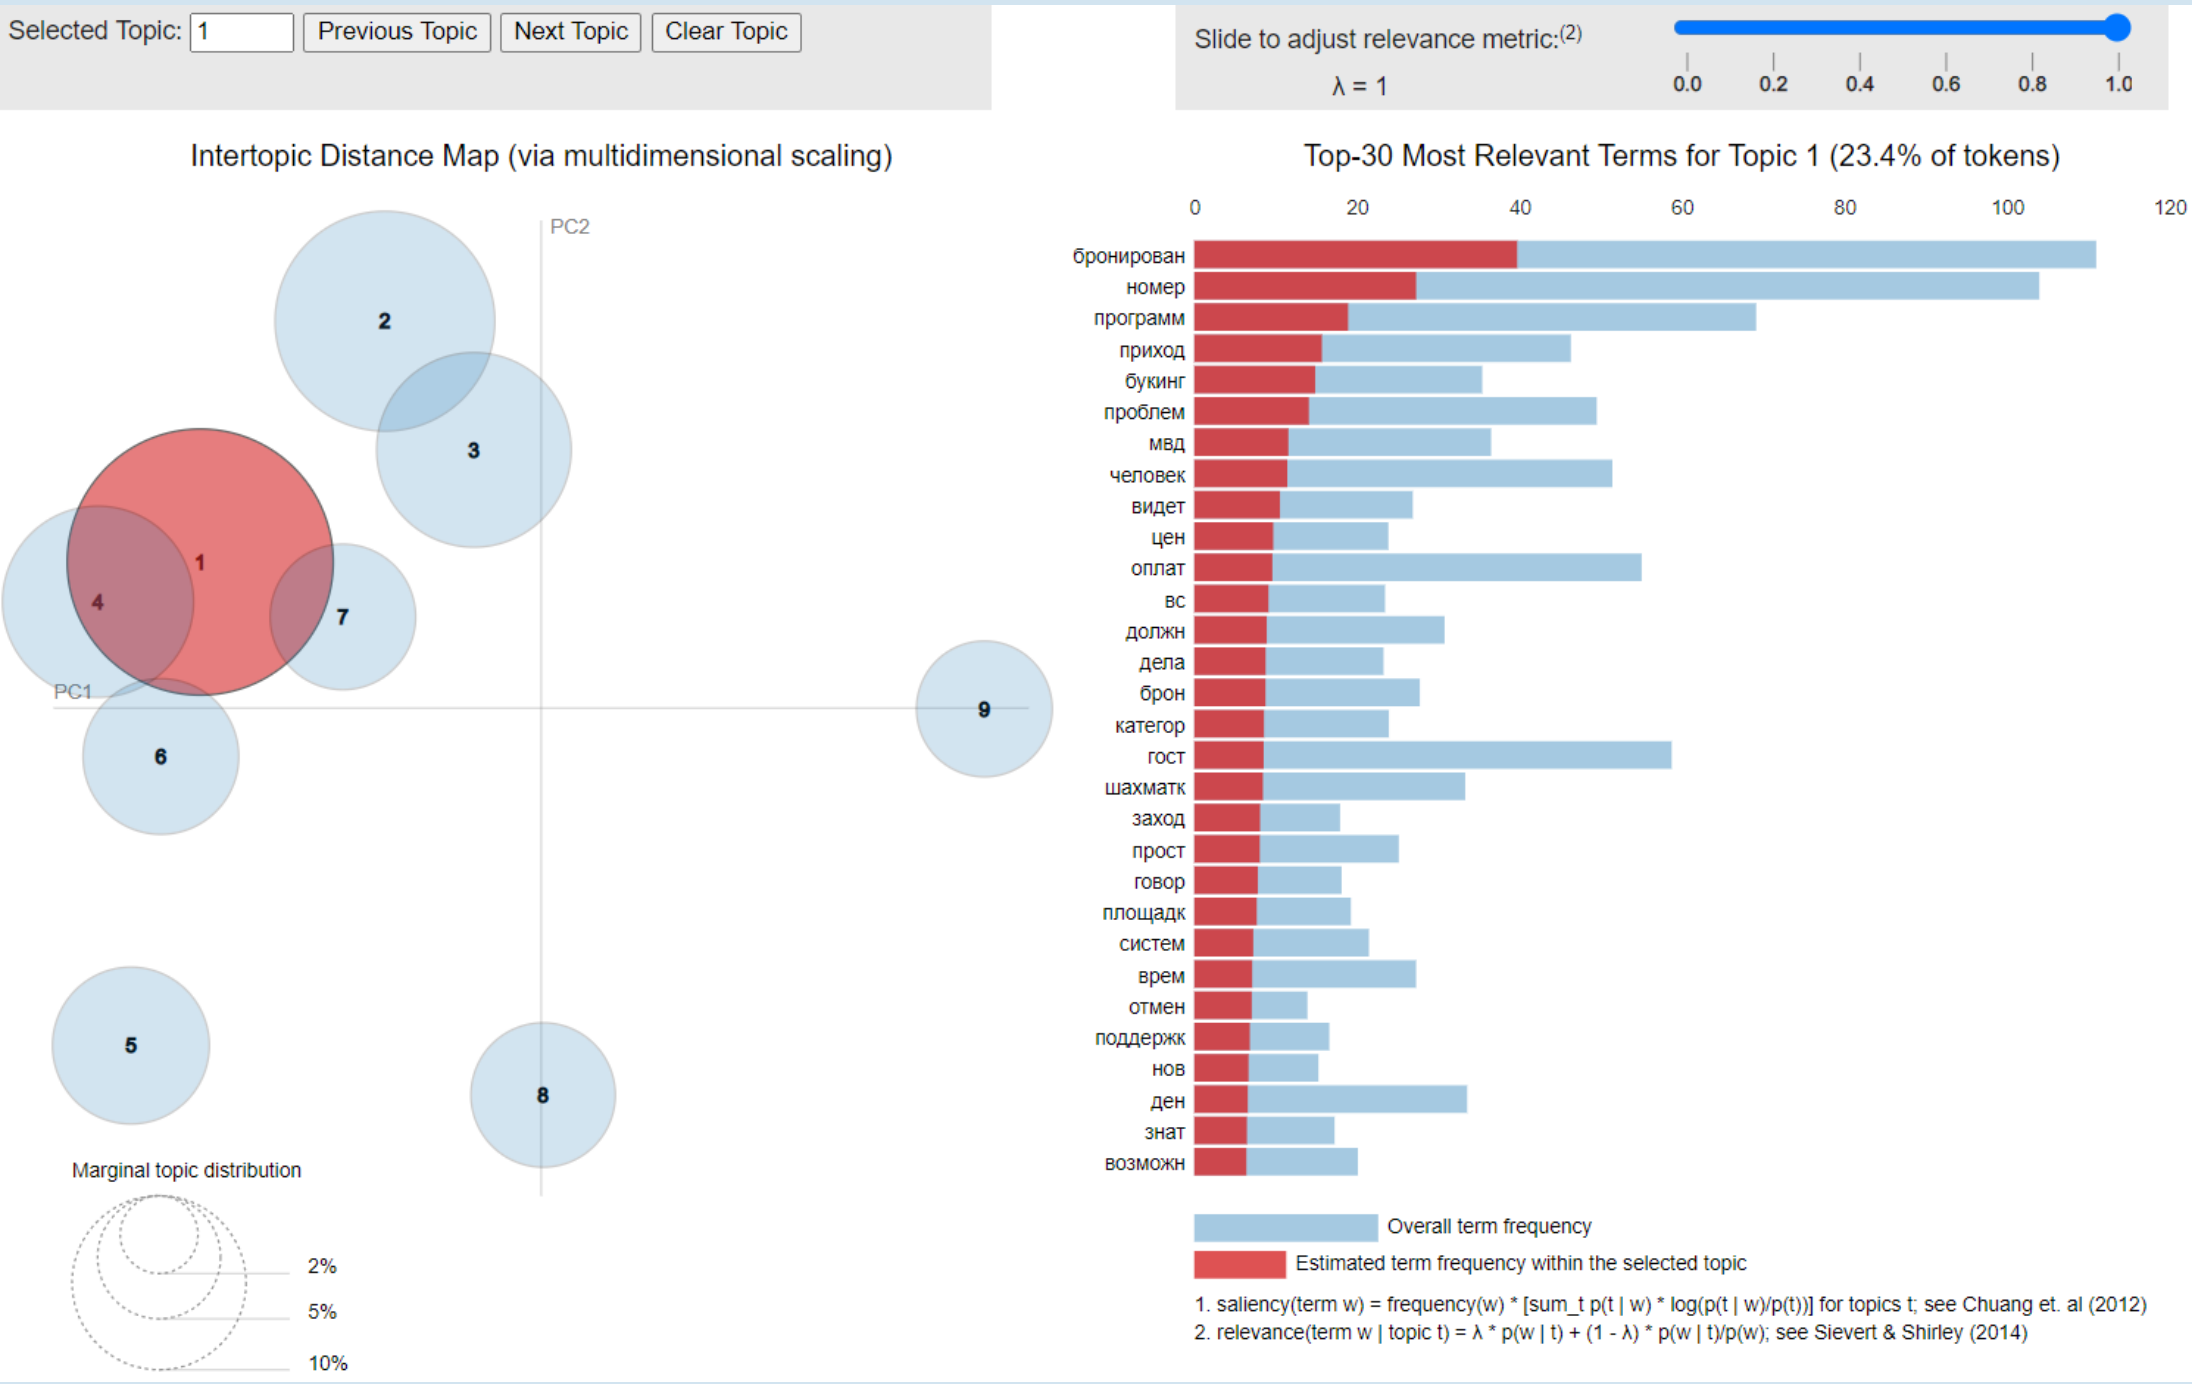 Selected Topic: 1 Previous Topic Next Topic Clear Topic
Slide to adjust relevance metric:(2)
λ = 1
0.0 0.2 0.4 0.6 0.8 1.0
Intertopic Distance Map (via multidimensional scaling)
PC2
2
3
1
4
7
PC1
9
6
5
8
Marginal topic distribution
2%
5%
10%
Top-30 Most Relevant Terms for Topic 1 (23.4% of tokens)
0 20 40 60 80 100 120
бронирован
номер
программ
приход
букинг
проблем
мвд
человек
видет
цен
оплат
вс
должн
дела
брон
категор
гост
шахматк
заход
прост
говор
площадк
систем
врем
отмен
поддержк
нов
ден
знат
возможн
Overall term frequency
Estimated term frequency within the selected topic
1. saliency(term w) = frequency(w) * [sum_t p(t | w) * log(p(t | w)/p(t))] for topics t; see Chuang et. al (2012)
2. relevance(term w | topic t) = λ * p(w | t) + (1 - λ) * p(w | t)/p(w); see Sievert & Shirley (2014)